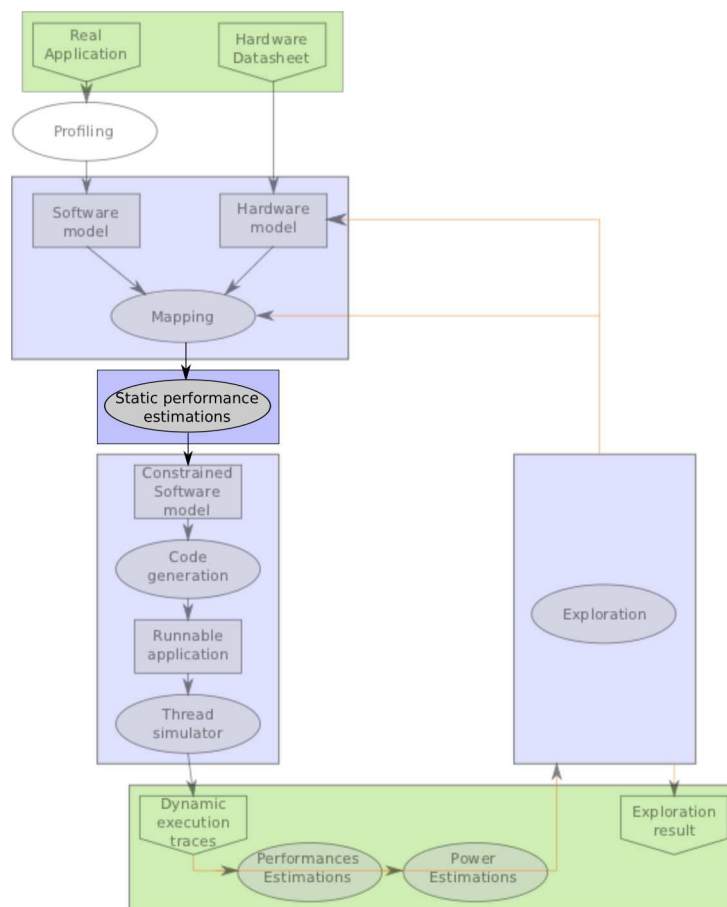 Real
Application
Hardware
Datasheet
Profiling
Software
model
Hardware
model
Mapping
Static performance
estimations
Constrained
Software
model
Code
generation
Exploration
Runnable
application
Thread
simulator
Dynamic
execution
traces
Exploration
result
Performances
Estimations
Power
Estimations